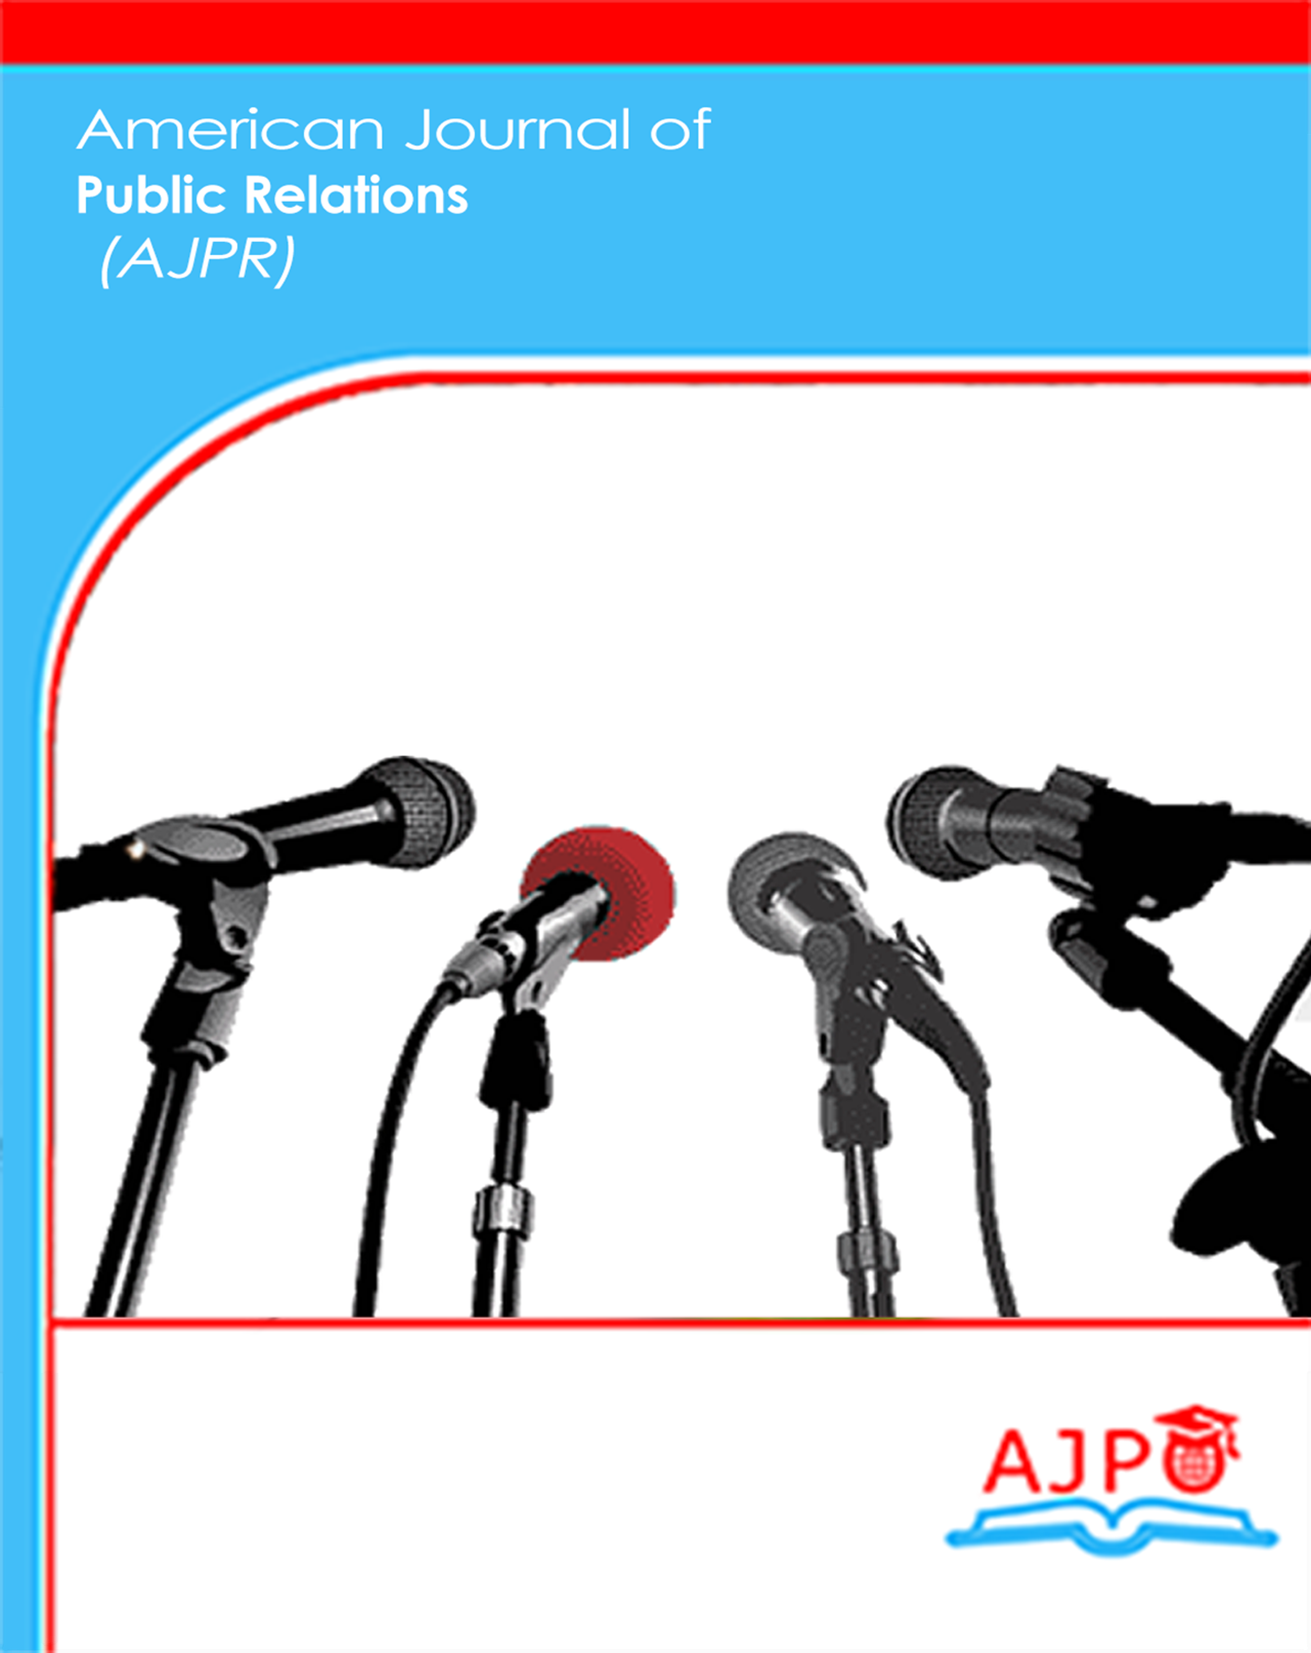 American Journal of
Public Relations
(AJPR)
AJPO